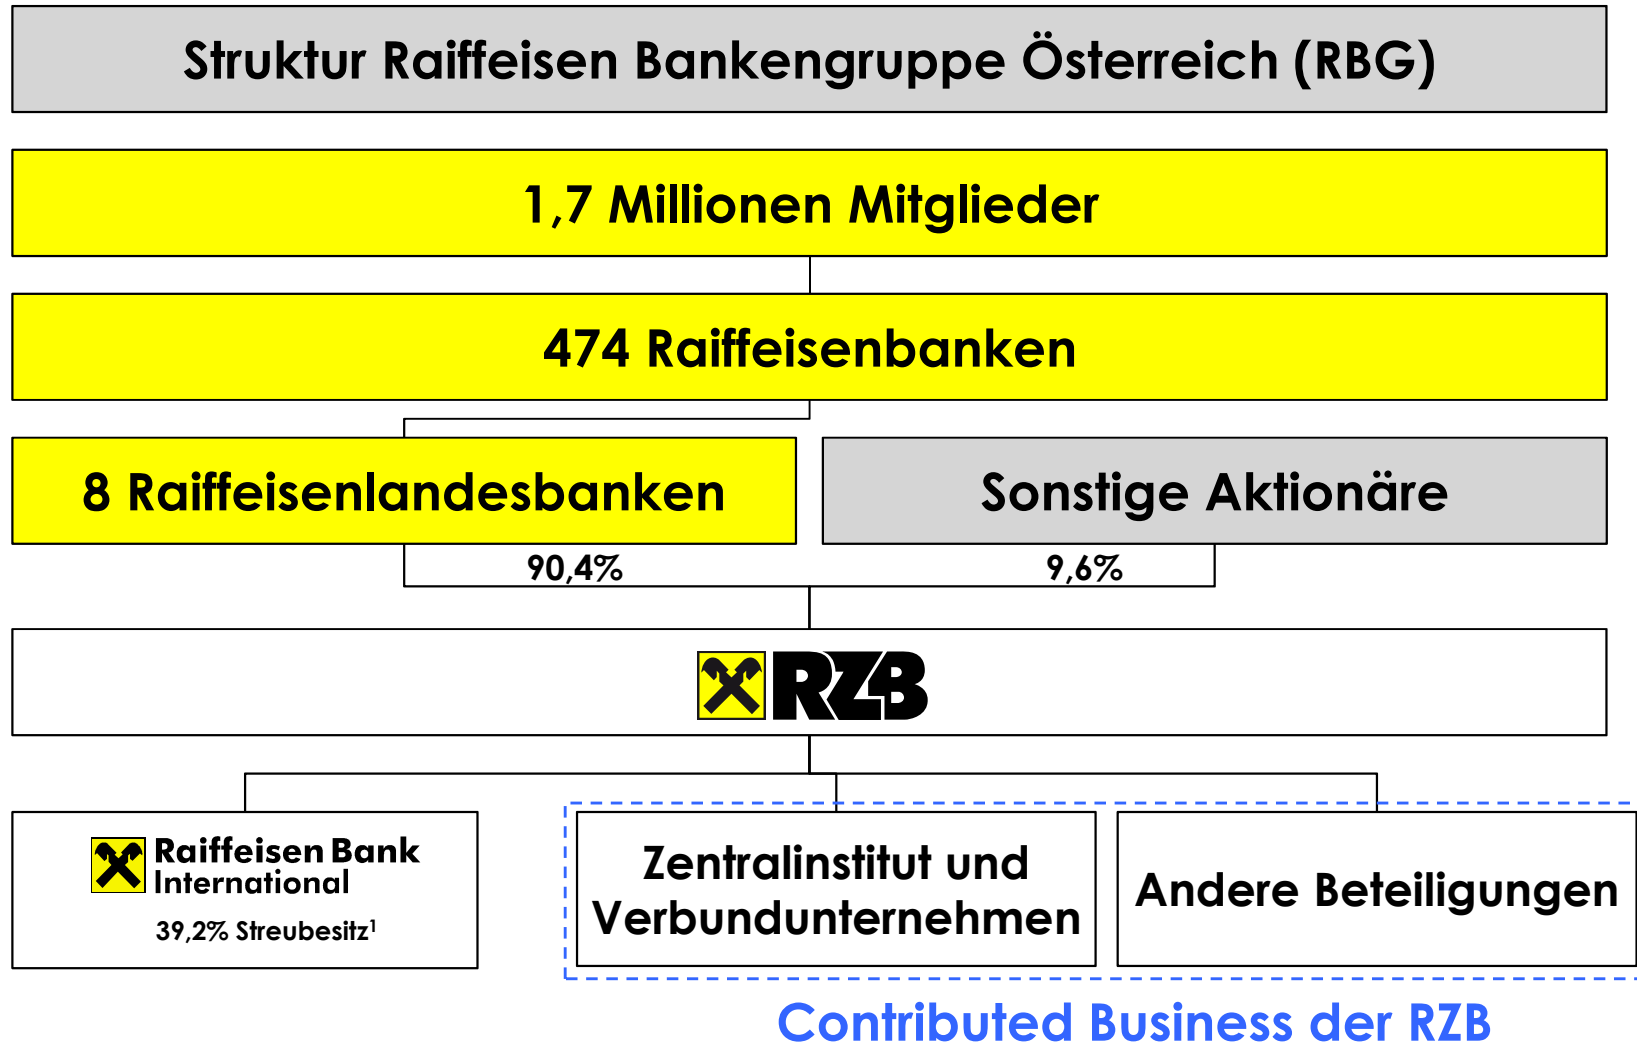 Struktur Raiffeisen Bankengruppe Österreich (RBG)
1,7 Millionen Mitglieder
474 Raiffeisenbanken
8 Raiffeisenlandesbanken
Sonstige Aktionäre
90,4%
9,6%
RZB
Raiffeisen Bank
International
39,2% Streubesitz¹
Zentralinstitut und
Verbundunternehmen
Andere Beteiligungen
Contributed Business der RZB